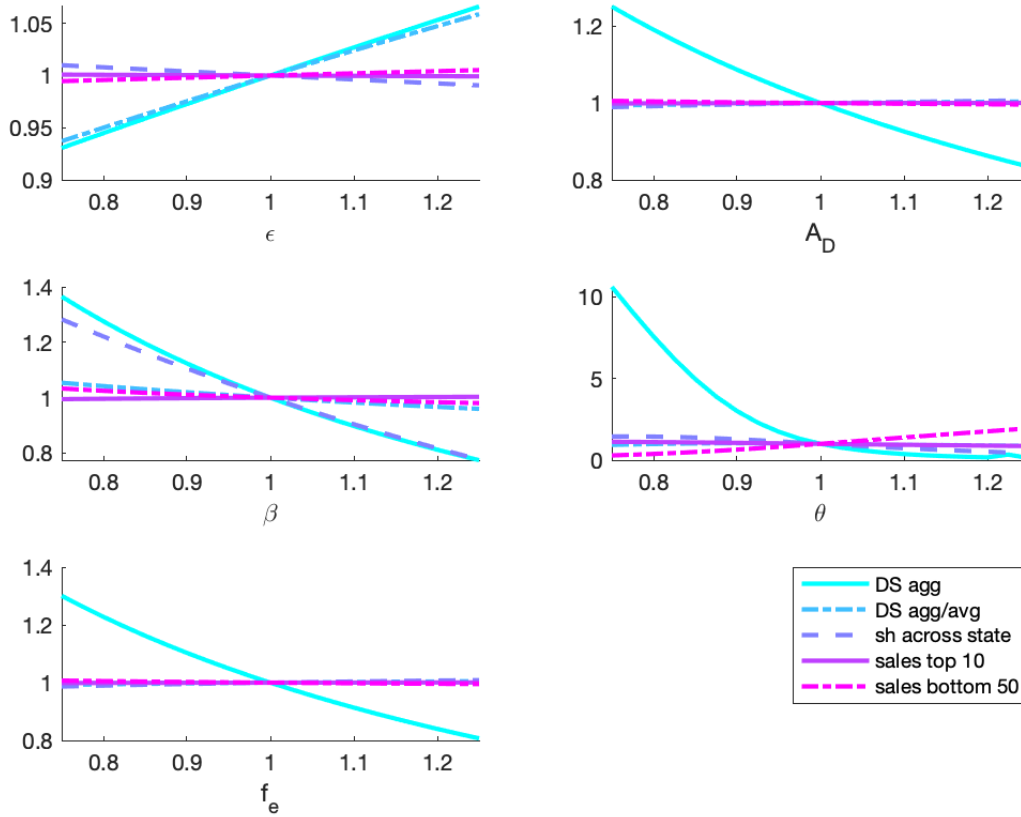 1.05
1
0.95
0.9
0.8 0.9 1 1.1 1.2
ϵ
1.2
1
0.8
0.8 0.9 1 1.1 1.2
A_D
1.4
1.2
1
0.8
0.8 0.9 1 1.1 1.2
β
10
5
0
0.8 0.9 1 1.1 1.2
θ
1.4
1.2
1
0.8
0.8 0.9 1 1.1 1.2
f_e
DS agg
DS agg/avg
sh across state
sales top 10
sales bottom 50